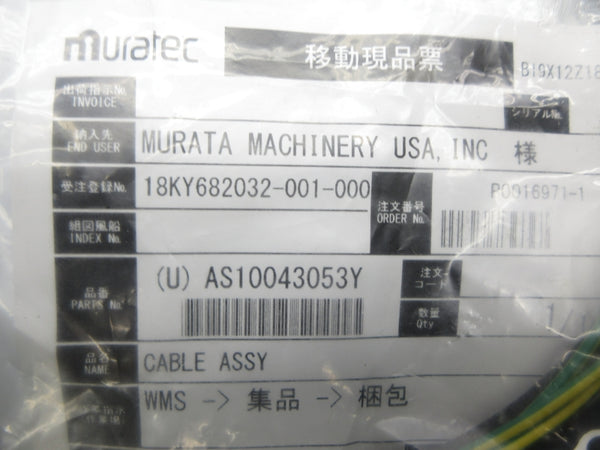 muratec
移動現品票
B19X12Z18
出荷指示No.
INVOICE
シリアルNo.
納入先
END USER
MURATA MACHINERY USA, INC 様
受注登録No.
18KY682032-001-000
注文番号
ORDER No.
P0016971-1
組図風船
INDEX No.
品番
PARTS No.
(U) AS10043053Y
注文
コード
数量
Qty
品名
NAME
CABLE ASSY
WMS -> 集品 -> 梱包